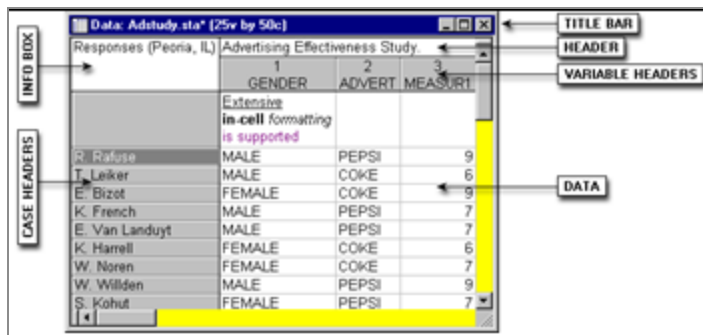 Data: Adstudy.sta* (25v by 50c)
TITLE BAR
Responses (Peoria, IL) Advertising Effectiveness Study.
HEADER
INFO BOX
1 2 3
GENDER ADVERT MEASUR1
VARIABLE HEADERS
Extensive
in-cell formatting
is supported
CASE HEADERS
R. Rafuse MALE PEPSI 9
T. Leiker MALE COKE 6
E. Bizot FEMALE COKE 9
DATA
K. French MALE PEPSI 7
E. Van Landuyt MALE PEPSI 7
K. Harrell FEMALE COKE 6
W. Noren FEMALE COKE 7
W. Willden MALE PEPSI 9
S. Kohut FEMALE PEPSI 7